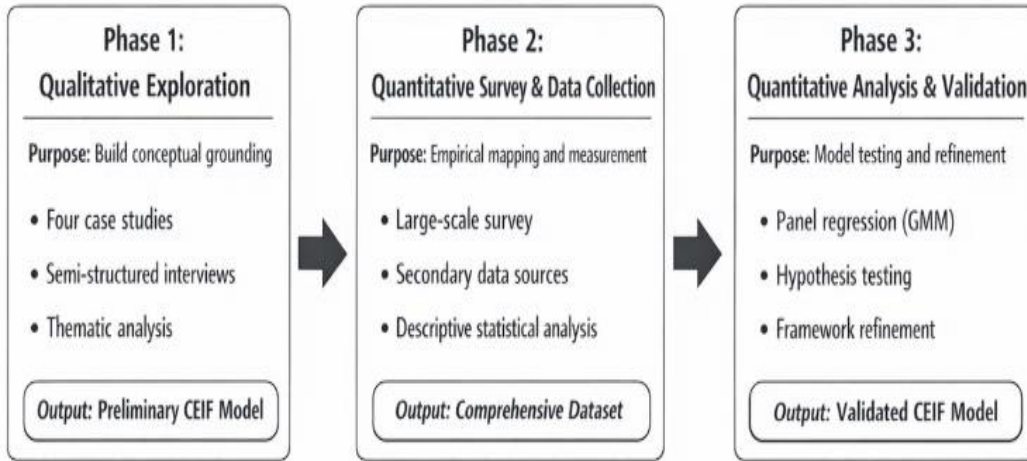 Phase 1:
Qualitative Exploration
Purpose: Build conceptual grounding
• Four case studies
• Semi-structured interviews
• Thematic analysis
Output: Preliminary CEIF Model
Phase 2:
Quantitative Survey & Data Collection
Purpose: Empirical mapping and measurement
• Large-scale survey
• Secondary data sources
• Descriptive statistical analysis
Output: Comprehensive Dataset
Phase 3:
Quantitative Analysis & Validation
Purpose: Model testing and refinement
• Panel regression (GMM)
• Hypothesis testing
• Framework refinement
Output: Validated CEIF Model